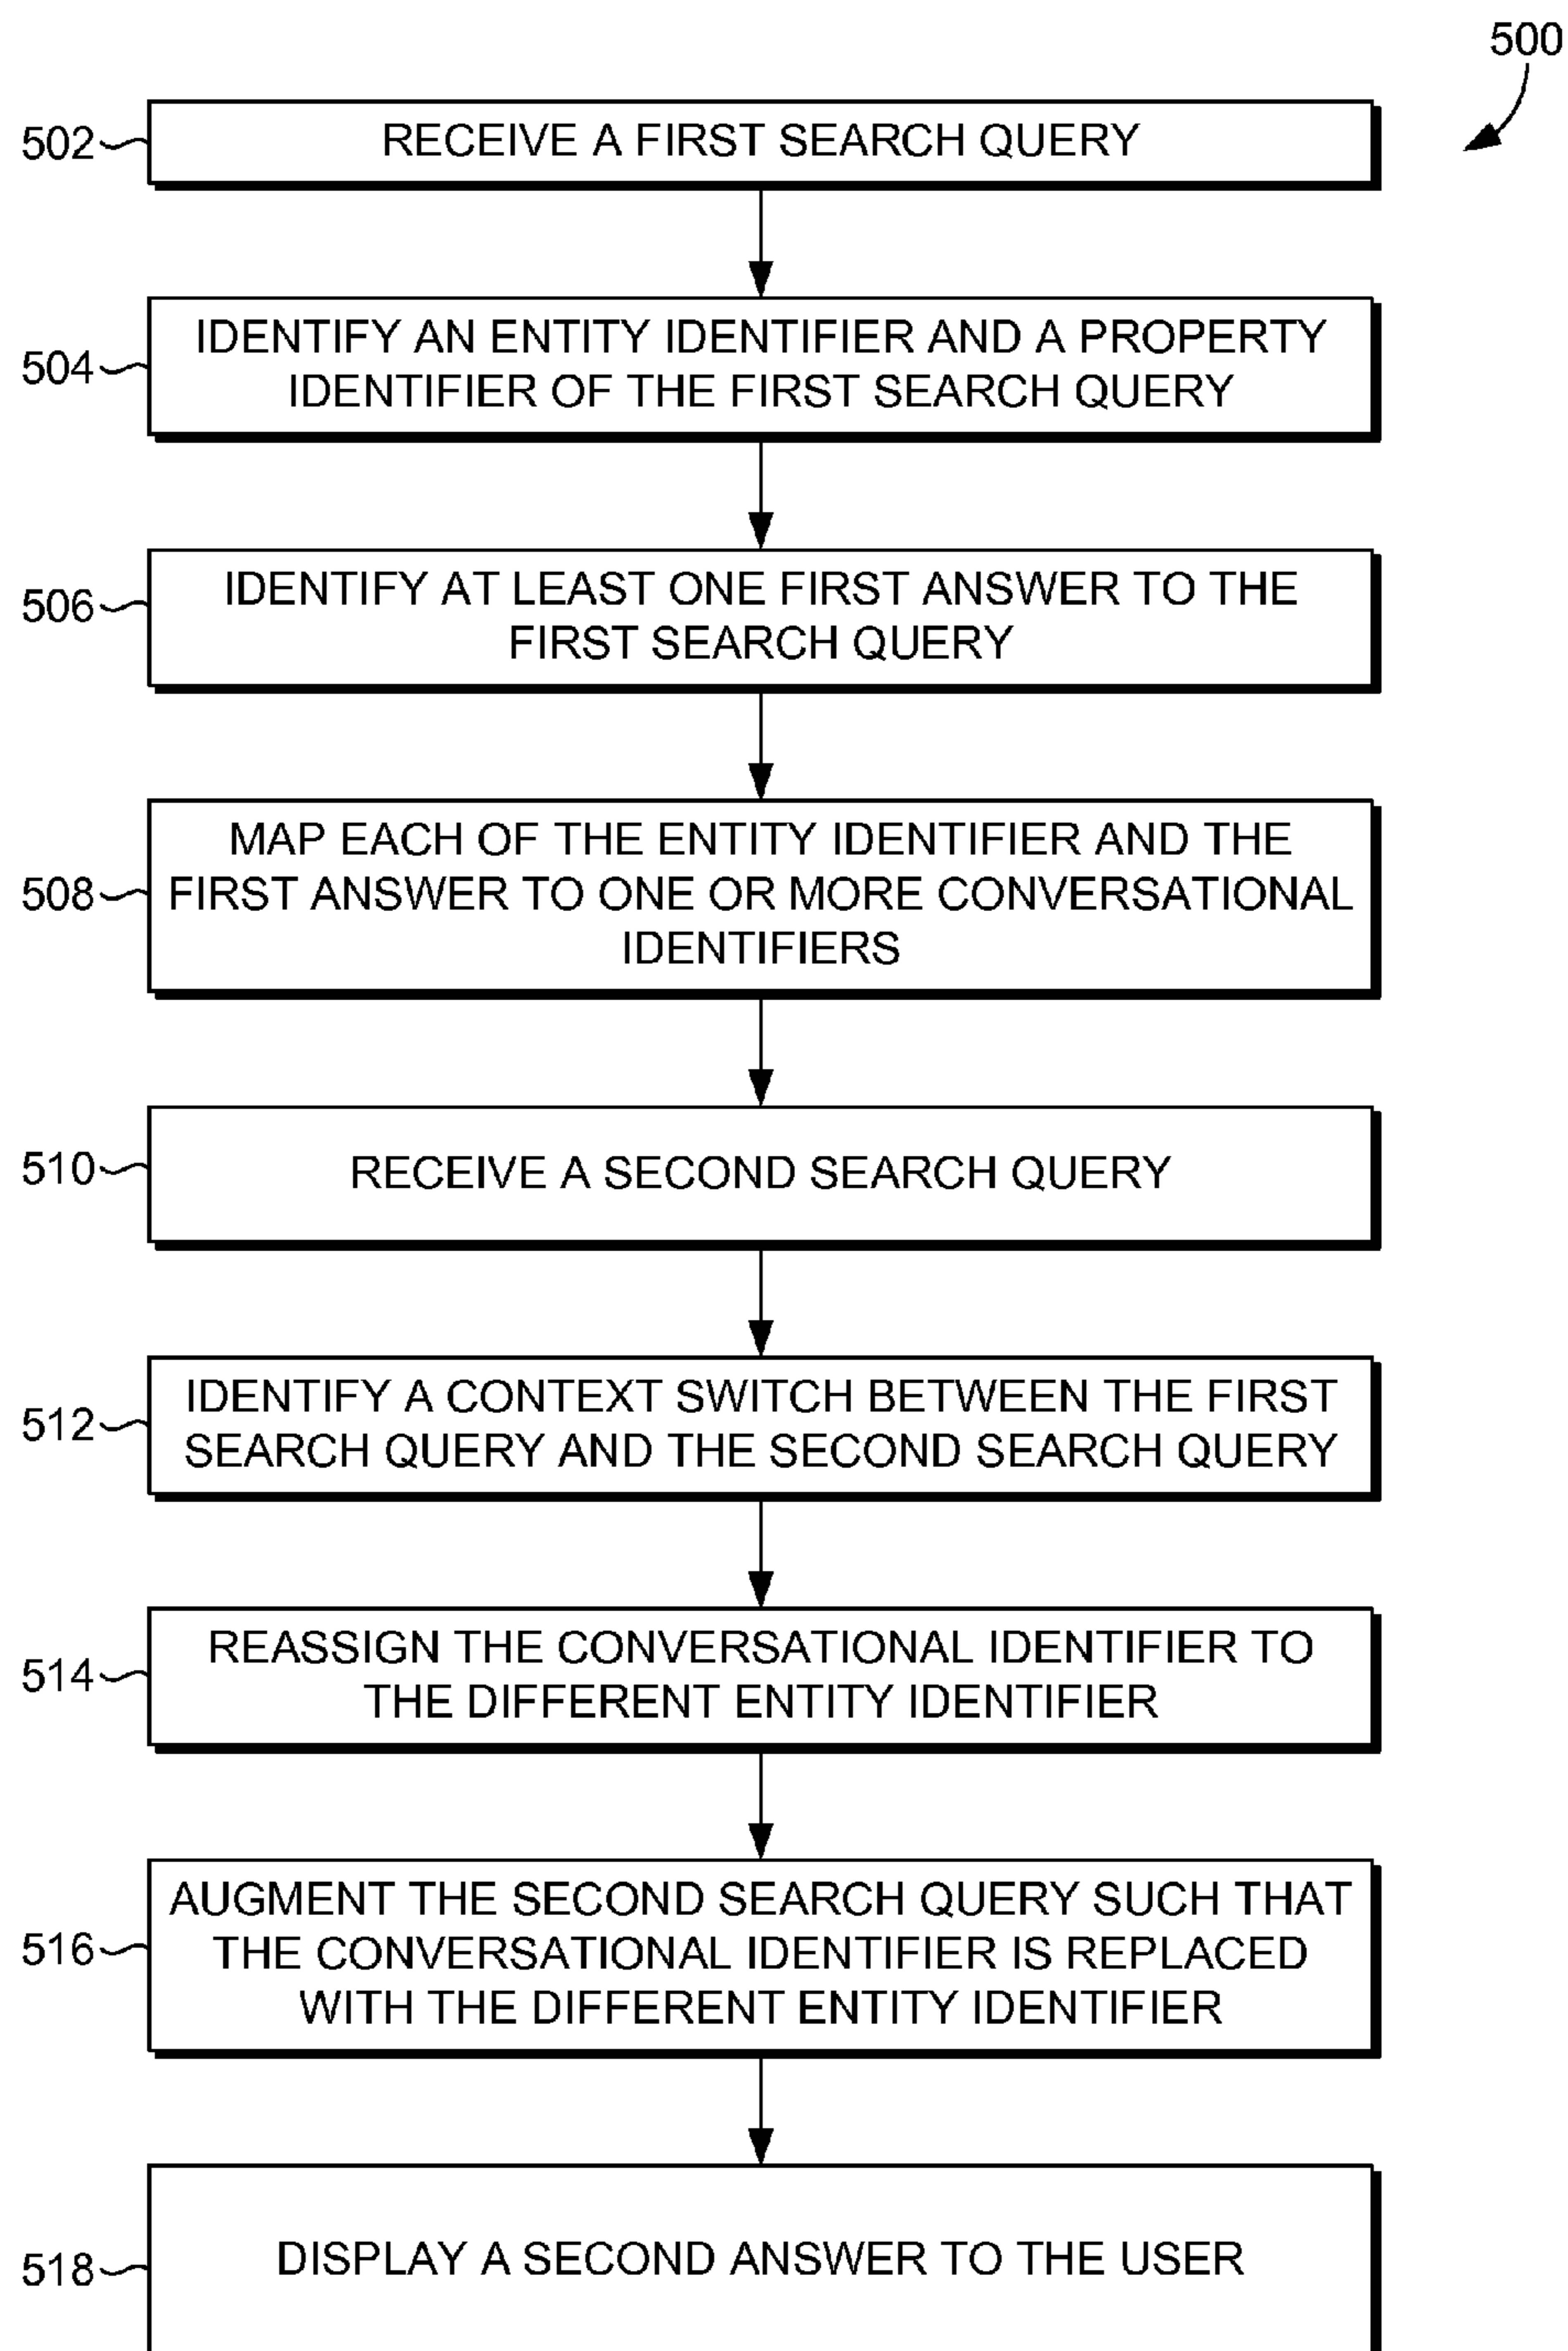 500
502
RECEIVE A FIRST SEARCH QUERY
504
IDENTIFY AN ENTITY IDENTIFIER AND A PROPERTY
IDENTIFIER OF THE FIRST SEARCH QUERY
506
IDENTIFY AT LEAST ONE FIRST ANSWER TO THE
FIRST SEARCH QUERY
508
MAP EACH OF THE ENTITY IDENTIFIER AND THE
FIRST ANSWER TO ONE OR MORE CONVERSATIONAL
IDENTIFIERS
510
RECEIVE A SECOND SEARCH QUERY
512
IDENTIFY A CONTEXT SWITCH BETWEEN THE FIRST
SEARCH QUERY AND THE SECOND SEARCH QUERY
514
REASSIGN THE CONVERSATIONAL IDENTIFIER TO
THE DIFFERENT ENTITY IDENTIFIER
516
AUGMENT THE SECOND SEARCH QUERY SUCH THAT
THE CONVERSATIONAL IDENTIFIER IS REPLACED
WITH THE DIFFERENT ENTITY IDENTIFIER
518
DISPLAY A SECOND ANSWER TO THE USER